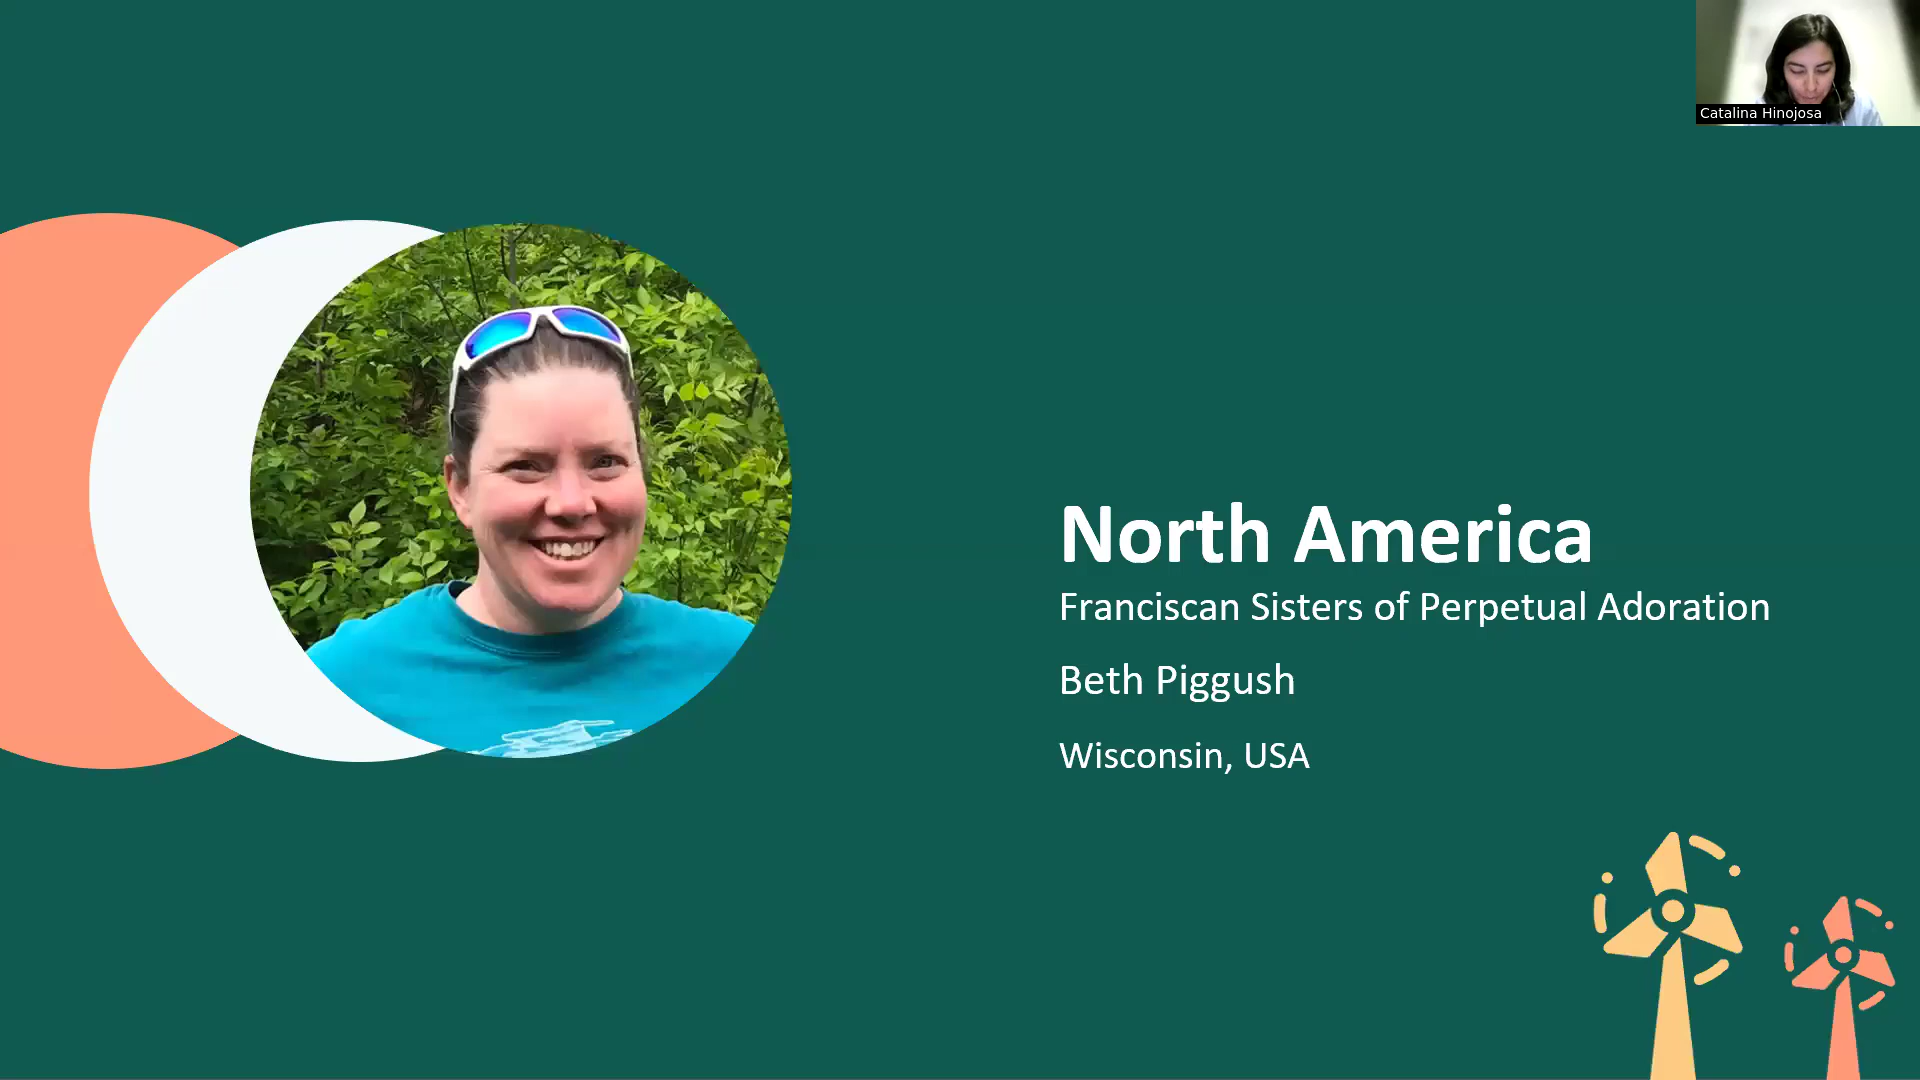 Catalina Hinojosa
North America
Franciscan Sisters of Perpetual Adoration
Beth Piggush
Wisconsin, USA